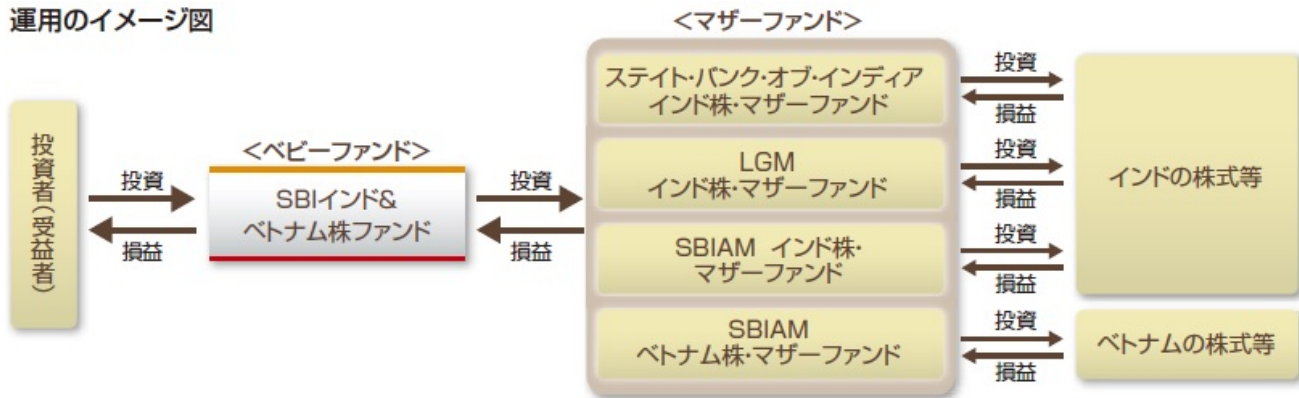 運用のイメージ図
<マザーファンド>
投資者(受益者)
投資
損益
<ベビーファンド>
SBIインド&
ベトナム株ファンド
投資
損益
ステイト・バンク・オブ・インディア
インド株・マザーファンド
LGM
インド株・マザーファンド
SBIAM インド株・
マザーファンド
SBIAM
ベトナム株・マザーファンド
投資
損益
投資
損益
投資
損益
投資
損益
インドの株式等
ベトナムの株式等